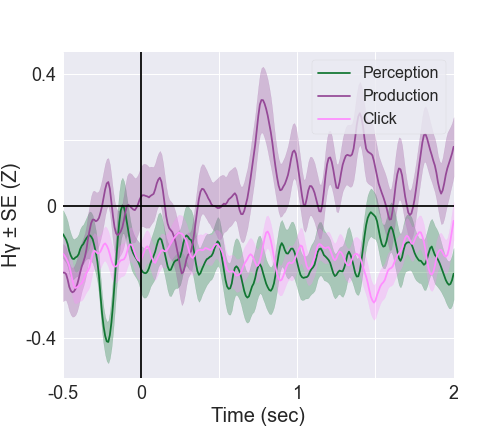 Perception
Production
Click
0.4
0
-0.4
Hγ ± SE (Z)
-0.5
0
1
2
Time (sec)